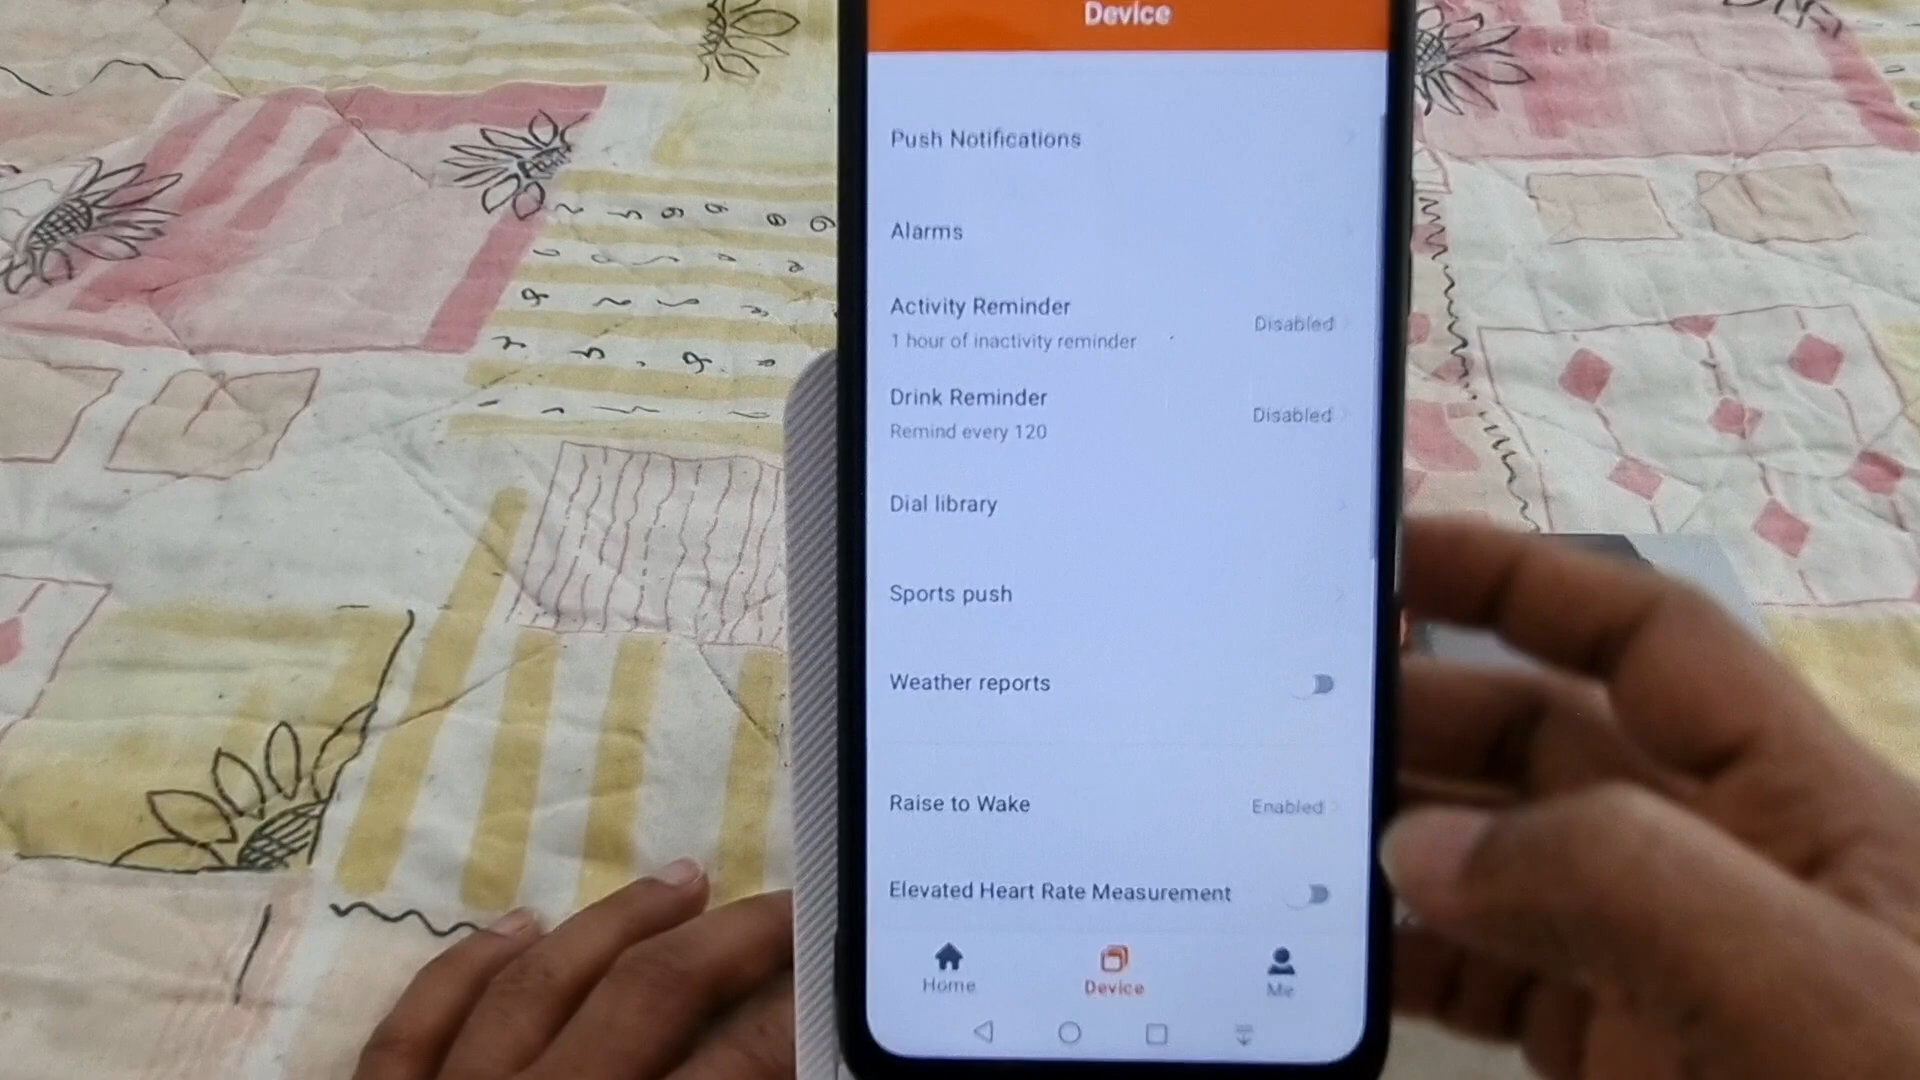 Device
Push Notifications
Alarms
Activity Reminder
1 hour of inactivity reminder
Disabled
Drink Reminder
Remind every 120
Disabled
Dial library
Sports push
Weather reports
Raise to Wake
Enabled
Elevated Heart Rate Measurement
Home
Device
Me